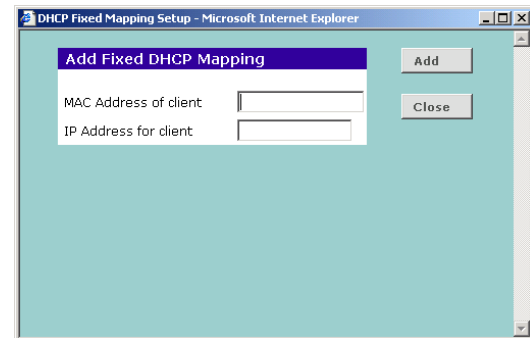 DHCP Fixed Mapping Setup - Microsoft Internet Explorer
Add Fixed DHCP Mapping
Add
MAC Address of client
Close
IP Address for client